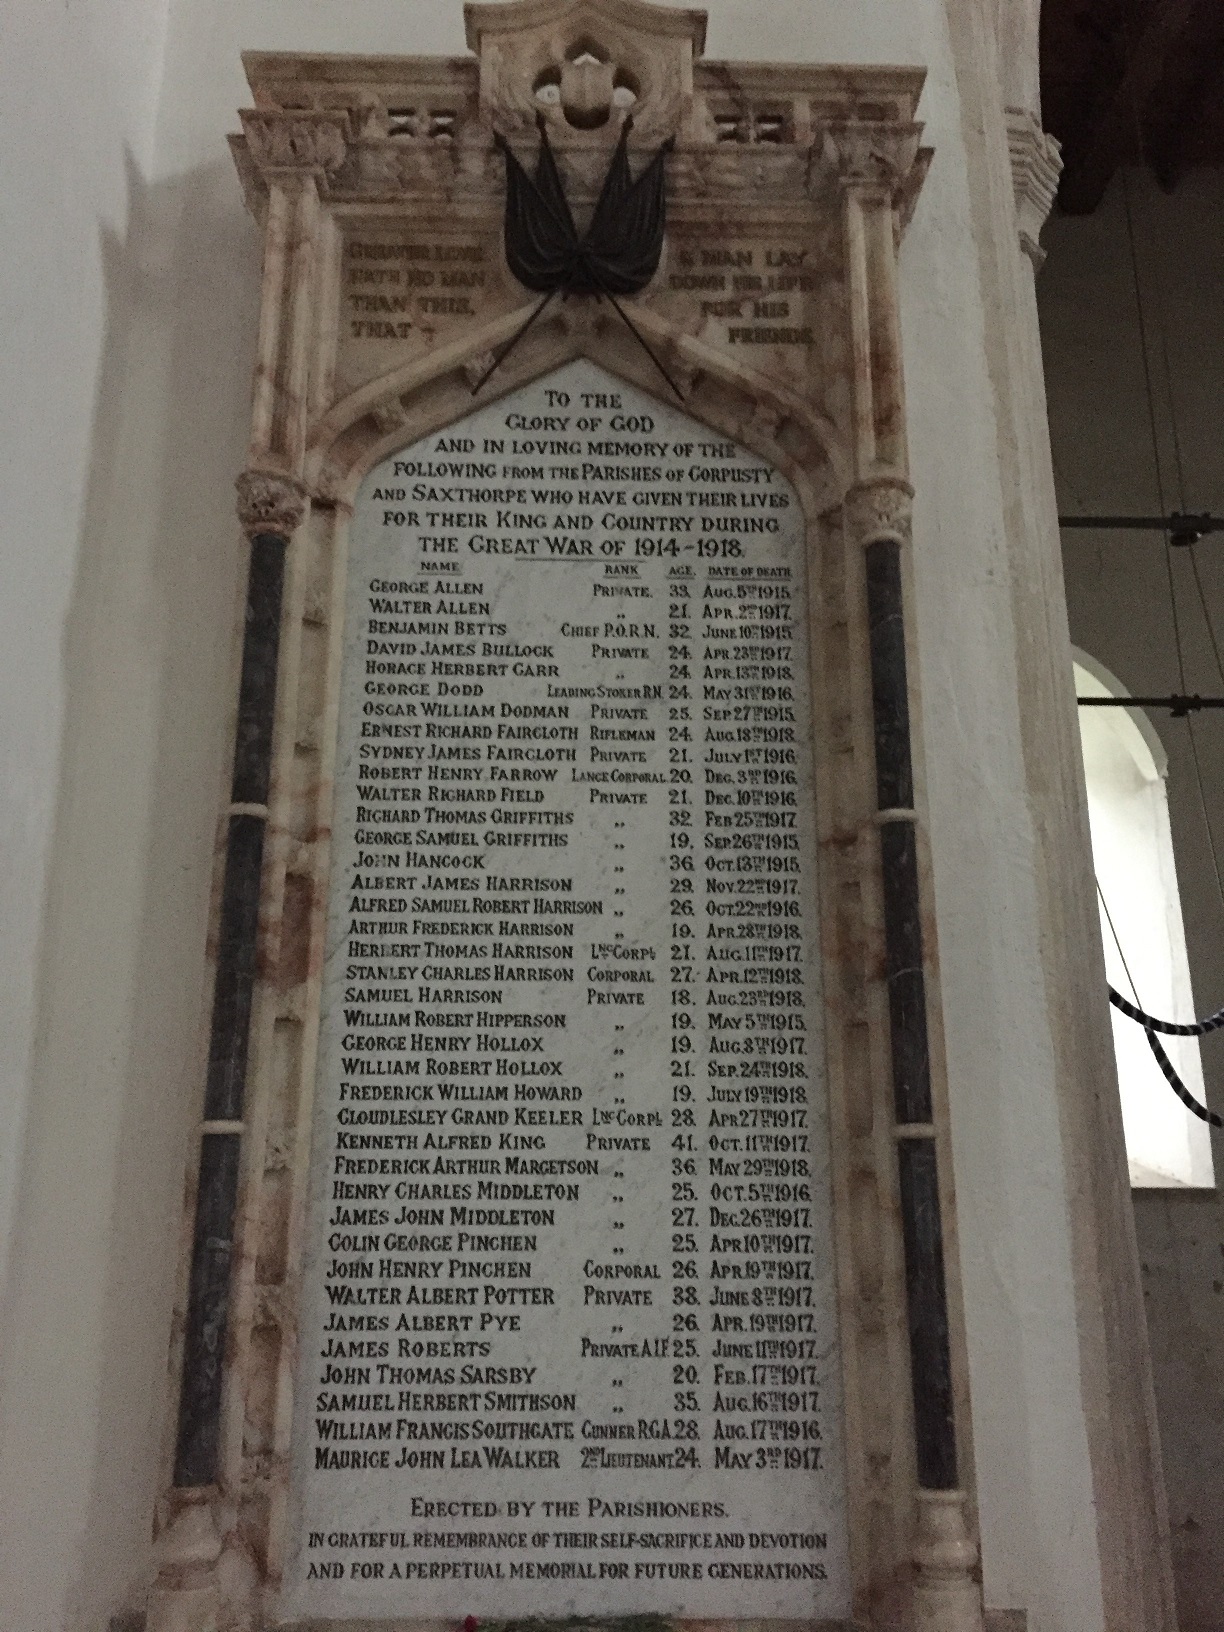 GREATER LOVE
HATH NO MAN
THAN THIS,
THAT -
A MAN LAY
DOWN HIS LIFE
FOR HIS
FRIENDS.
TO THE
GLORY OF GOD
AND IN LOVING MEMORY OF THE
FOLLOWING FROM THE PARISHES OF CORPUSTY
AND SAXTHORPE WHO HAVE GIVEN THEIR LIVES
FOR THEIR KING AND COUNTRY DURING
THE GREAT WAR OF 1914-1918.
NAME RANK AGE. DATE OF DEATH.
GEORGE ALLEN PRIVATE. 33. AUG. 5TH 1915.
WALTER ALLEN " 21. APR. 2ND 1917.
BENJAMIN BETTS CHIEF P.O.R.N. 32. JUNE 10TH 1915.
DAVID JAMES BULLOCK PRIVATE 24. APR. 23RD 1917.
HORACE HERBERT CARR " 24. APR. 13TH 1918.
GEORGE DODD LEADING STOKER R.N. 24. MAY 31ST 1916.
OSCAR WILLIAM DODMAN PRIVATE 25. SEP. 27TH 1915.
ERNEST RICHARD FAIRCLOTH RIFLEMAN 24. AUG. 18TH 1918.
SYDNEY JAMES FAIRCLOTH PRIVATE 21. JULY 1ST 1916.
ROBERT HENRY FARROW LANCE CORPORAL 20. DEC. 3RD 1916.
WALTER RICHARD FIELD PRIVATE 21. DEC. 10TH 1916.
RICHARD THOMAS GRIFFITHS " 32. FEB 25TH 1917.
GEORGE SAMUEL GRIFFITHS " 19. SEP. 26TH 1915.
JOHN HANCOCK " 36. OCT. 13TH 1915.
ALBERT JAMES HARRISON " 29. NOV. 22ND 1917.
ALFRED SAMUEL ROBERT HARRISON " 26. OCT. 22ND 1916.
ARTHUR FREDERICK HARRISON " 19. APR. 28TH 1918.
HERBERT THOMAS HARRISON LNCE CORPL 21. AUG. 11TH 1917.
STANLEY CHARLES HARRISON CORPORAL 27. APR. 12TH 1918.
SAMUEL HARRISON PRIVATE 18. AUG. 23RD 1918.
WILLIAM ROBERT HIPPERSON " 19. MAY 5TH 1915.
GEORGE HENRY HOLLOX " 19. AUG. 8TH 1917.
WILLIAM ROBERT HOLLOX " 21. SEP. 24TH 1918.
FREDERICK WILLIAM HOWARD " 19. JULY 19TH 1918.
CLOUDLESLEY GRAND KEELER LNCE CORPL 28. APR 27TH 1917.
KENNETH ALFRED KING PRIVATE 41. OCT. 11TH 1917.
FREDERICK ARTHUR MARGETSON " 36. MAY 29TH 1918.
HENRY CHARLES MIDDLETON " 25. OCT. 5TH 1916.
JAMES JOHN MIDDLETON " 27. DEC. 26TH 1917.
COLIN GEORGE PINCHEN " 25. APR 10TH 1917.
JOHN HENRY PINCHEN CORPORAL 26. APR. 19TH 1917.
WALTER ALBERT POTTER PRIVATE 38. JUNE 8TH 1917.
JAMES ALBERT PYE " 26. APR. 19TH 1917.
JAMES ROBERTS PRIVATE A.I.F. 25. JUNE 11TH 1917.
JOHN THOMAS SARSBY " 20. FEB. 17TH 1917.
SAMUEL HERBERT SMITHSON " 35. AUG. 16TH 1917.
WILLIAM FRANCIS SOUTHGATE GUNNER R.G.A. 28. AUG. 17TH 1916.
MAURICE JOHN LEA WALKER 2ND LIEUTENANT 24. MAY 3RD 1917.
ERECTED BY THE PARISHIONERS.
IN GRATEFUL REMEMBRANCE OF THEIR SELF-SACRIFICE AND DEVOTION
AND FOR A PERPETUAL MEMORIAL FOR FUTURE GENERATIONS.